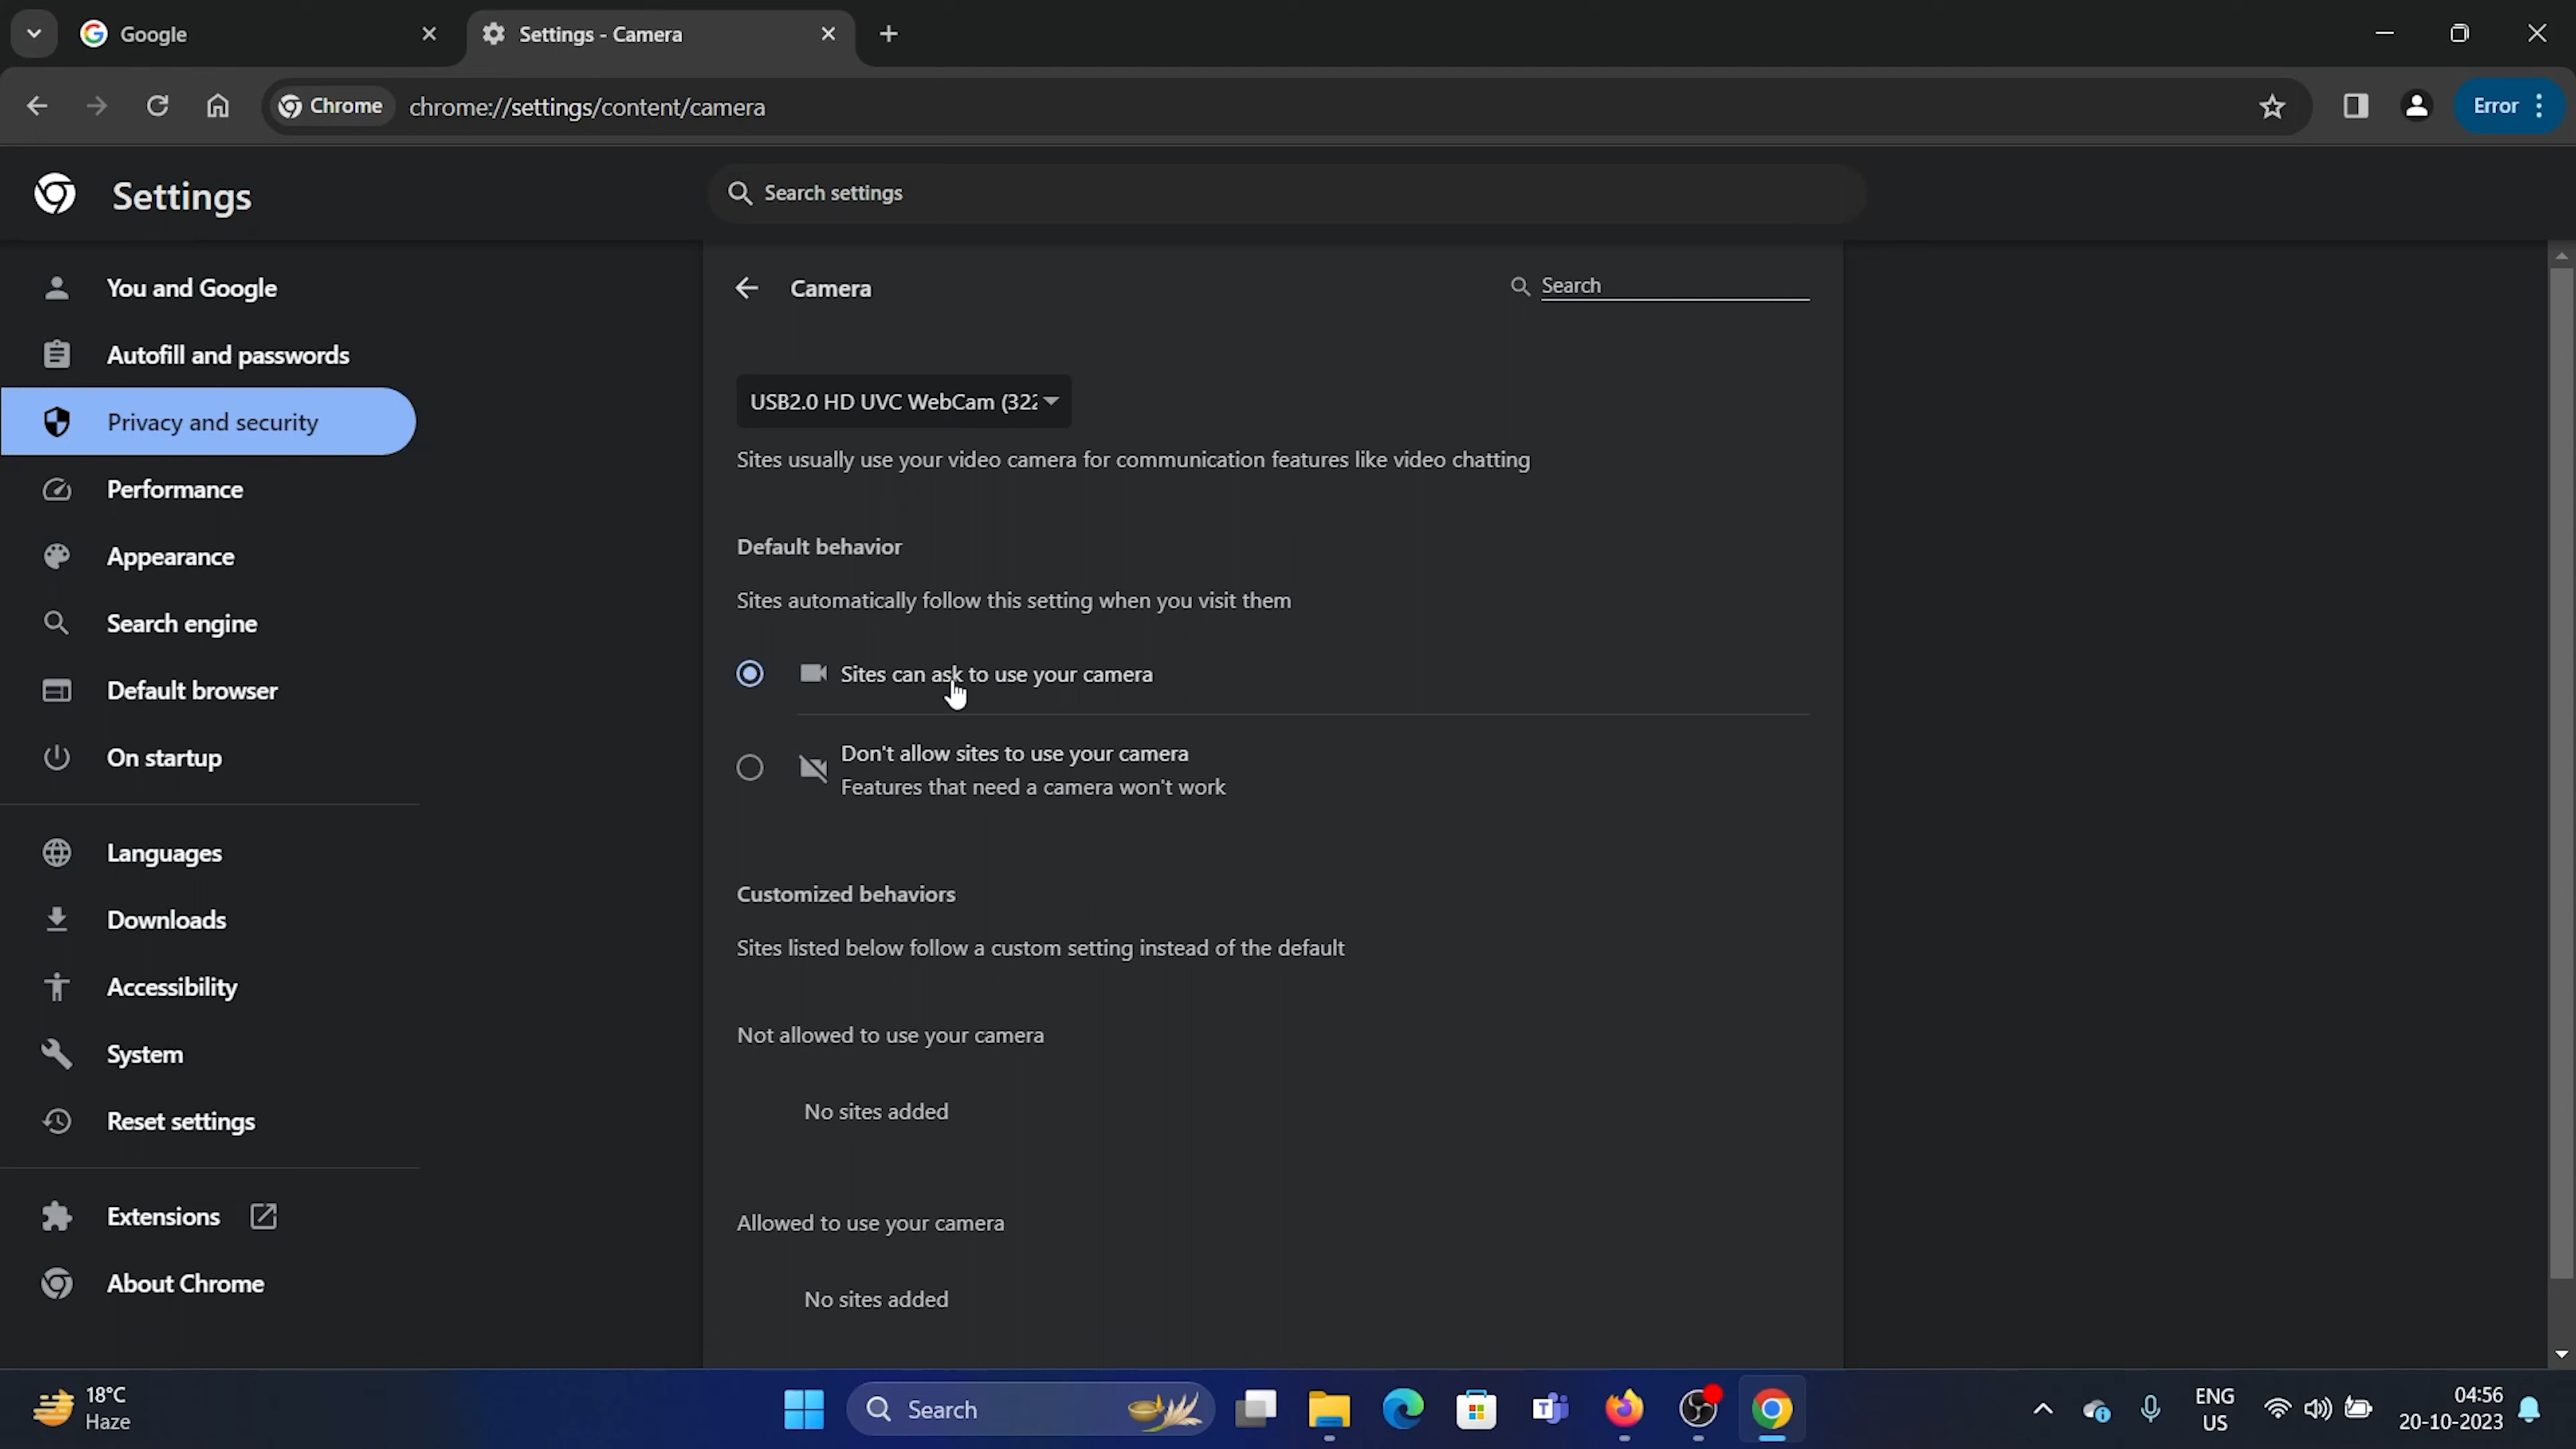 Google
Settings - Camera
Chrome
chrome://settings/content/camera
Error
Settings
Search settings
You and Google
Autofill and passwords
Privacy and security
Performance
Appearance
Search engine
Default browser
On startup
Languages
Downloads
Accessibility
System
Reset settings
Extensions
About Chrome
Camera
Search
USB2.0 HD UVC WebCam (322
Sites usually use your video camera for communication features like video chatting
Default behavior
Sites automatically follow this setting when you visit them
Sites can ask to use your camera
Don't allow sites to use your camera
Features that need a camera won't work
Customized behaviors
Sites listed below follow a custom setting instead of the default
Not allowed to use your camera
No sites added
Allowed to use your camera
No sites added
18°C
Haze
Search
ENG
US
04:56
20-10-2023